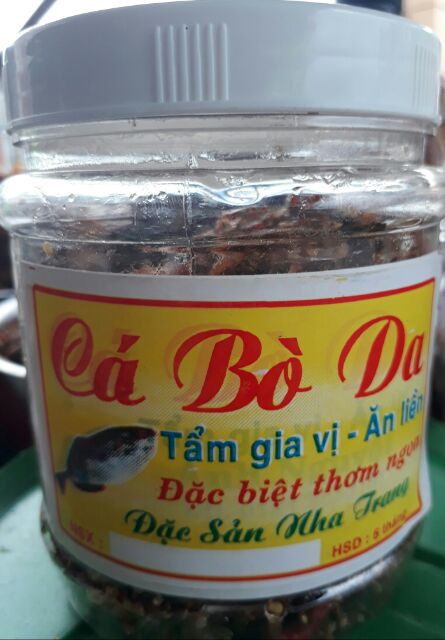 Cá Bò Da
Tẩm gia vị - Ăn liền
Đặc biệt thơm ngon
Đặc Sản Nha Trang
NSX :
HSD : 6 tháng